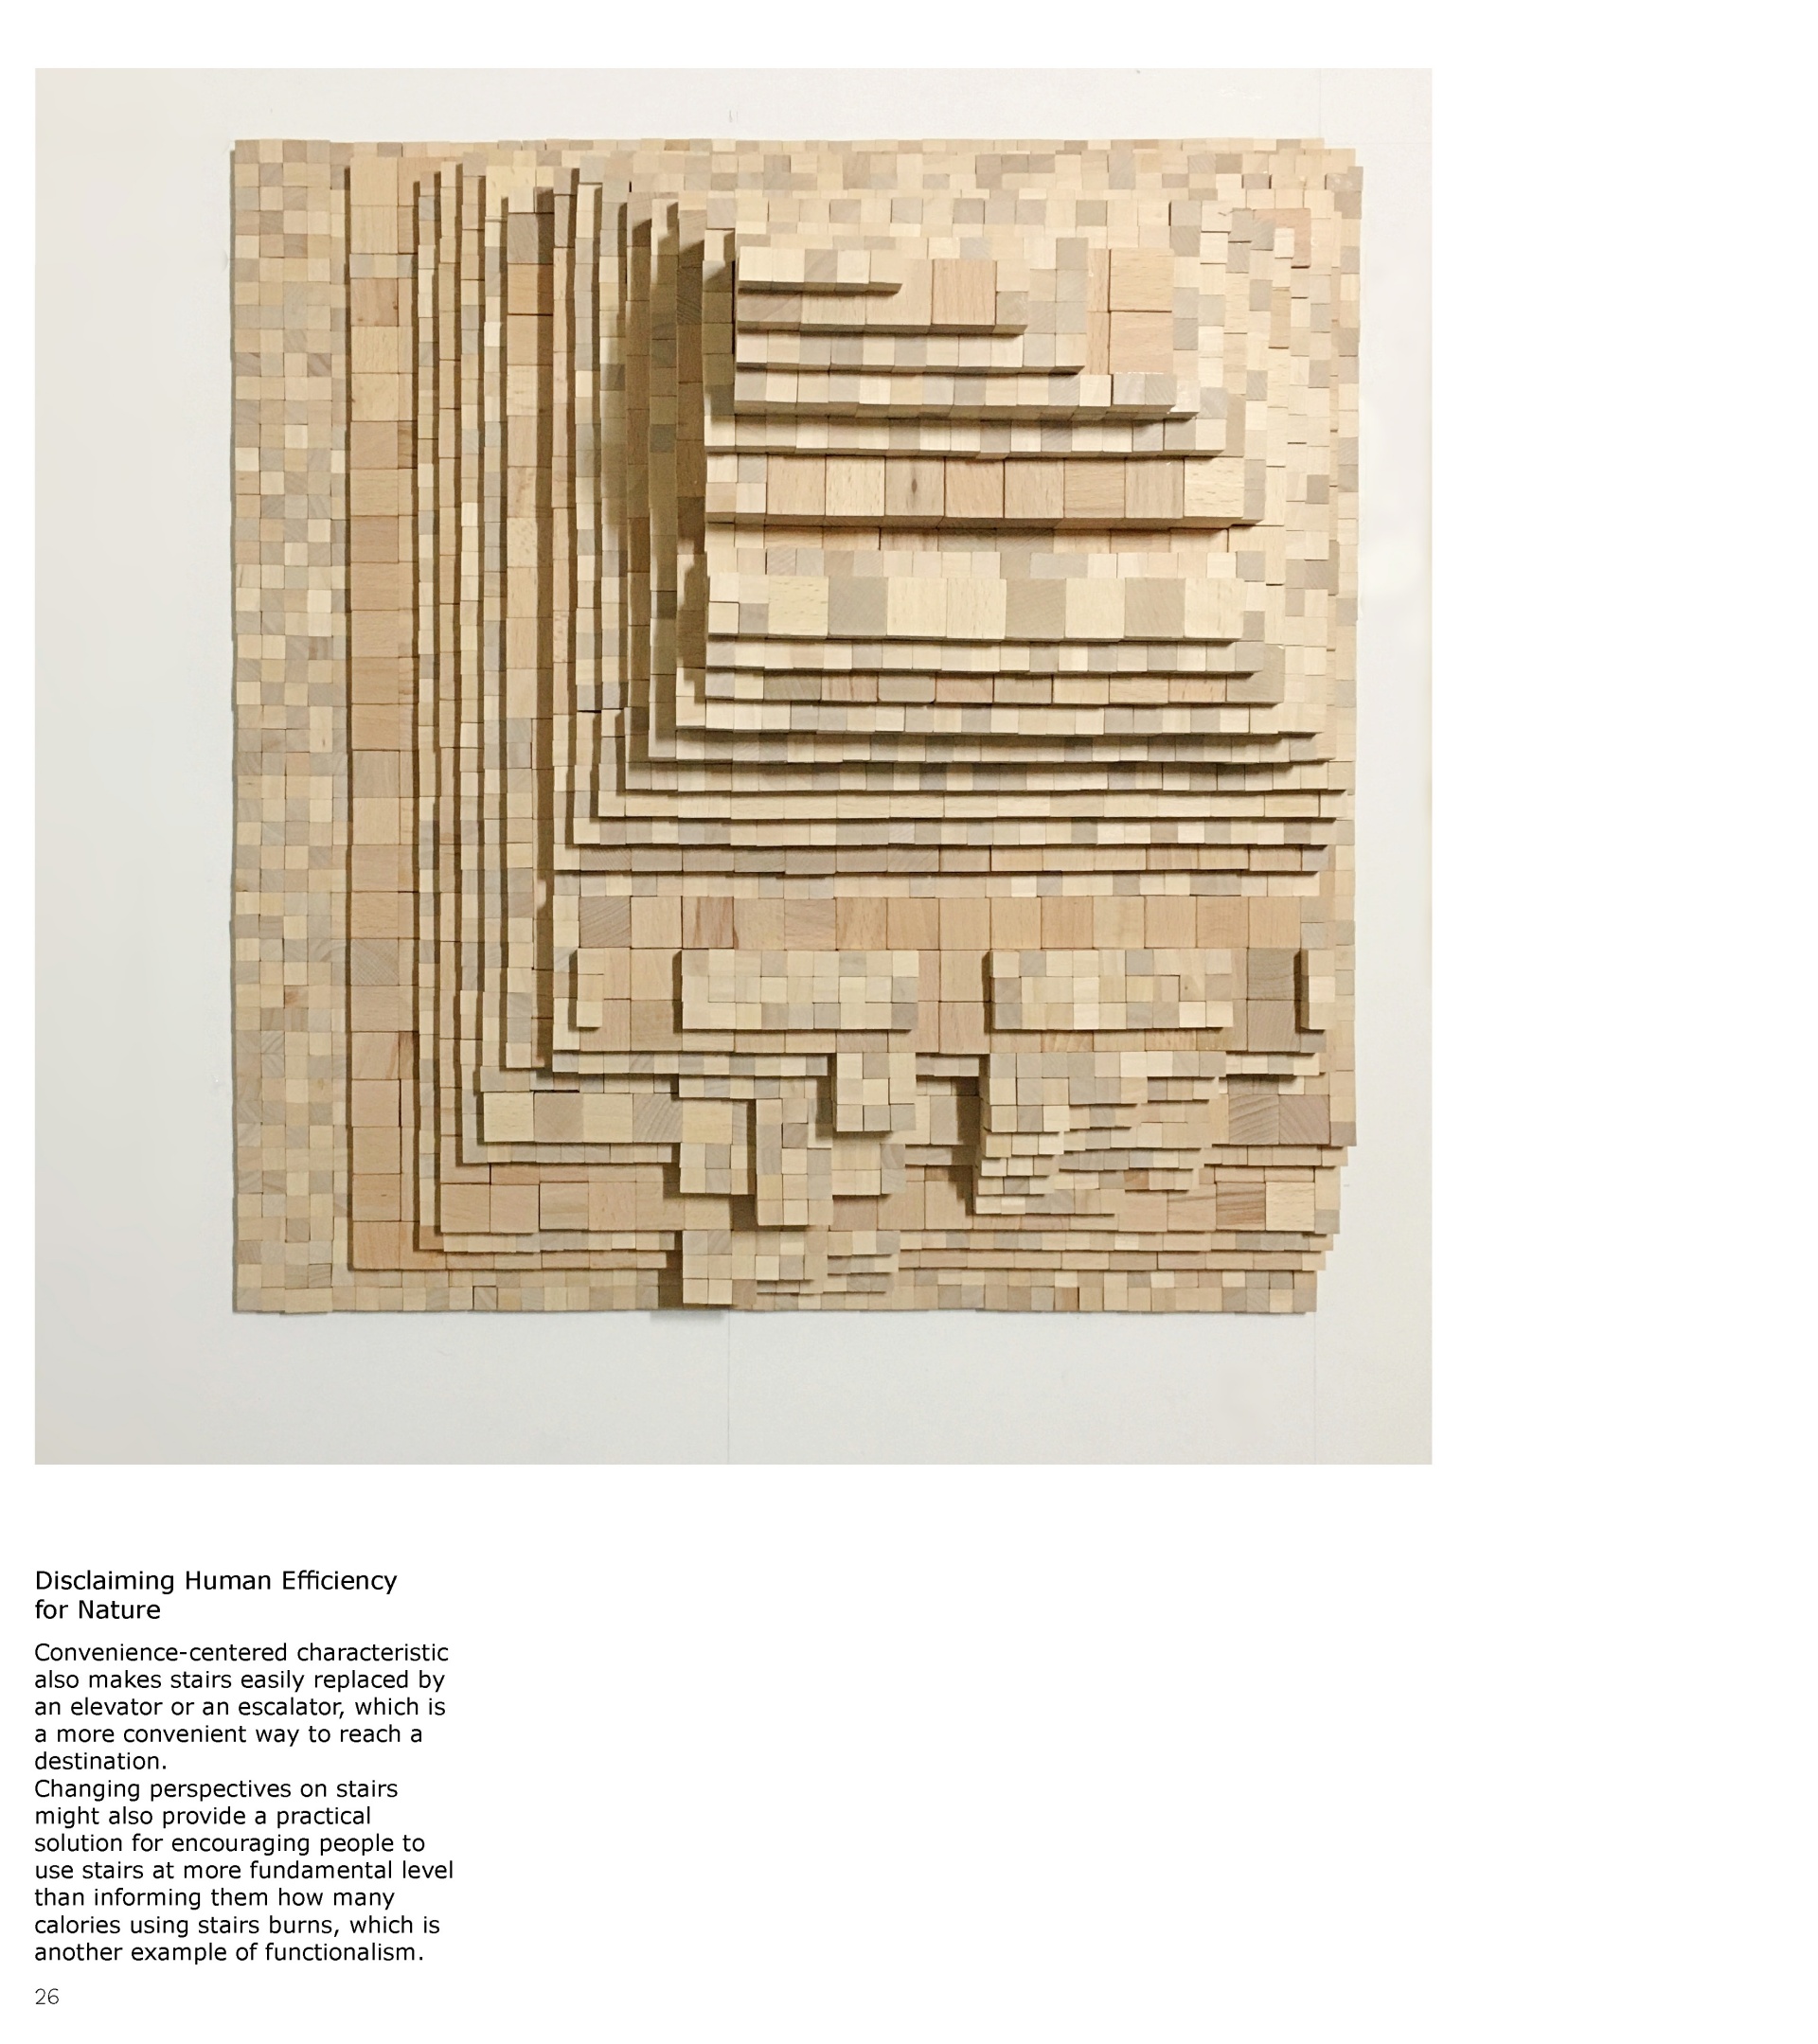 Disclaiming Human Efficiency
for Nature
Convenience-centered characteristic
also makes stairs easily replaced by
an elevator or an escalator, which is
a more convenient way to reach a
destination.
Changing perspectives on stairs
might also provide a practical
solution for encouraging people to
use stairs at more fundamental level
than informing them how many
calories using stairs burns, which is
another example of functionalism.
26